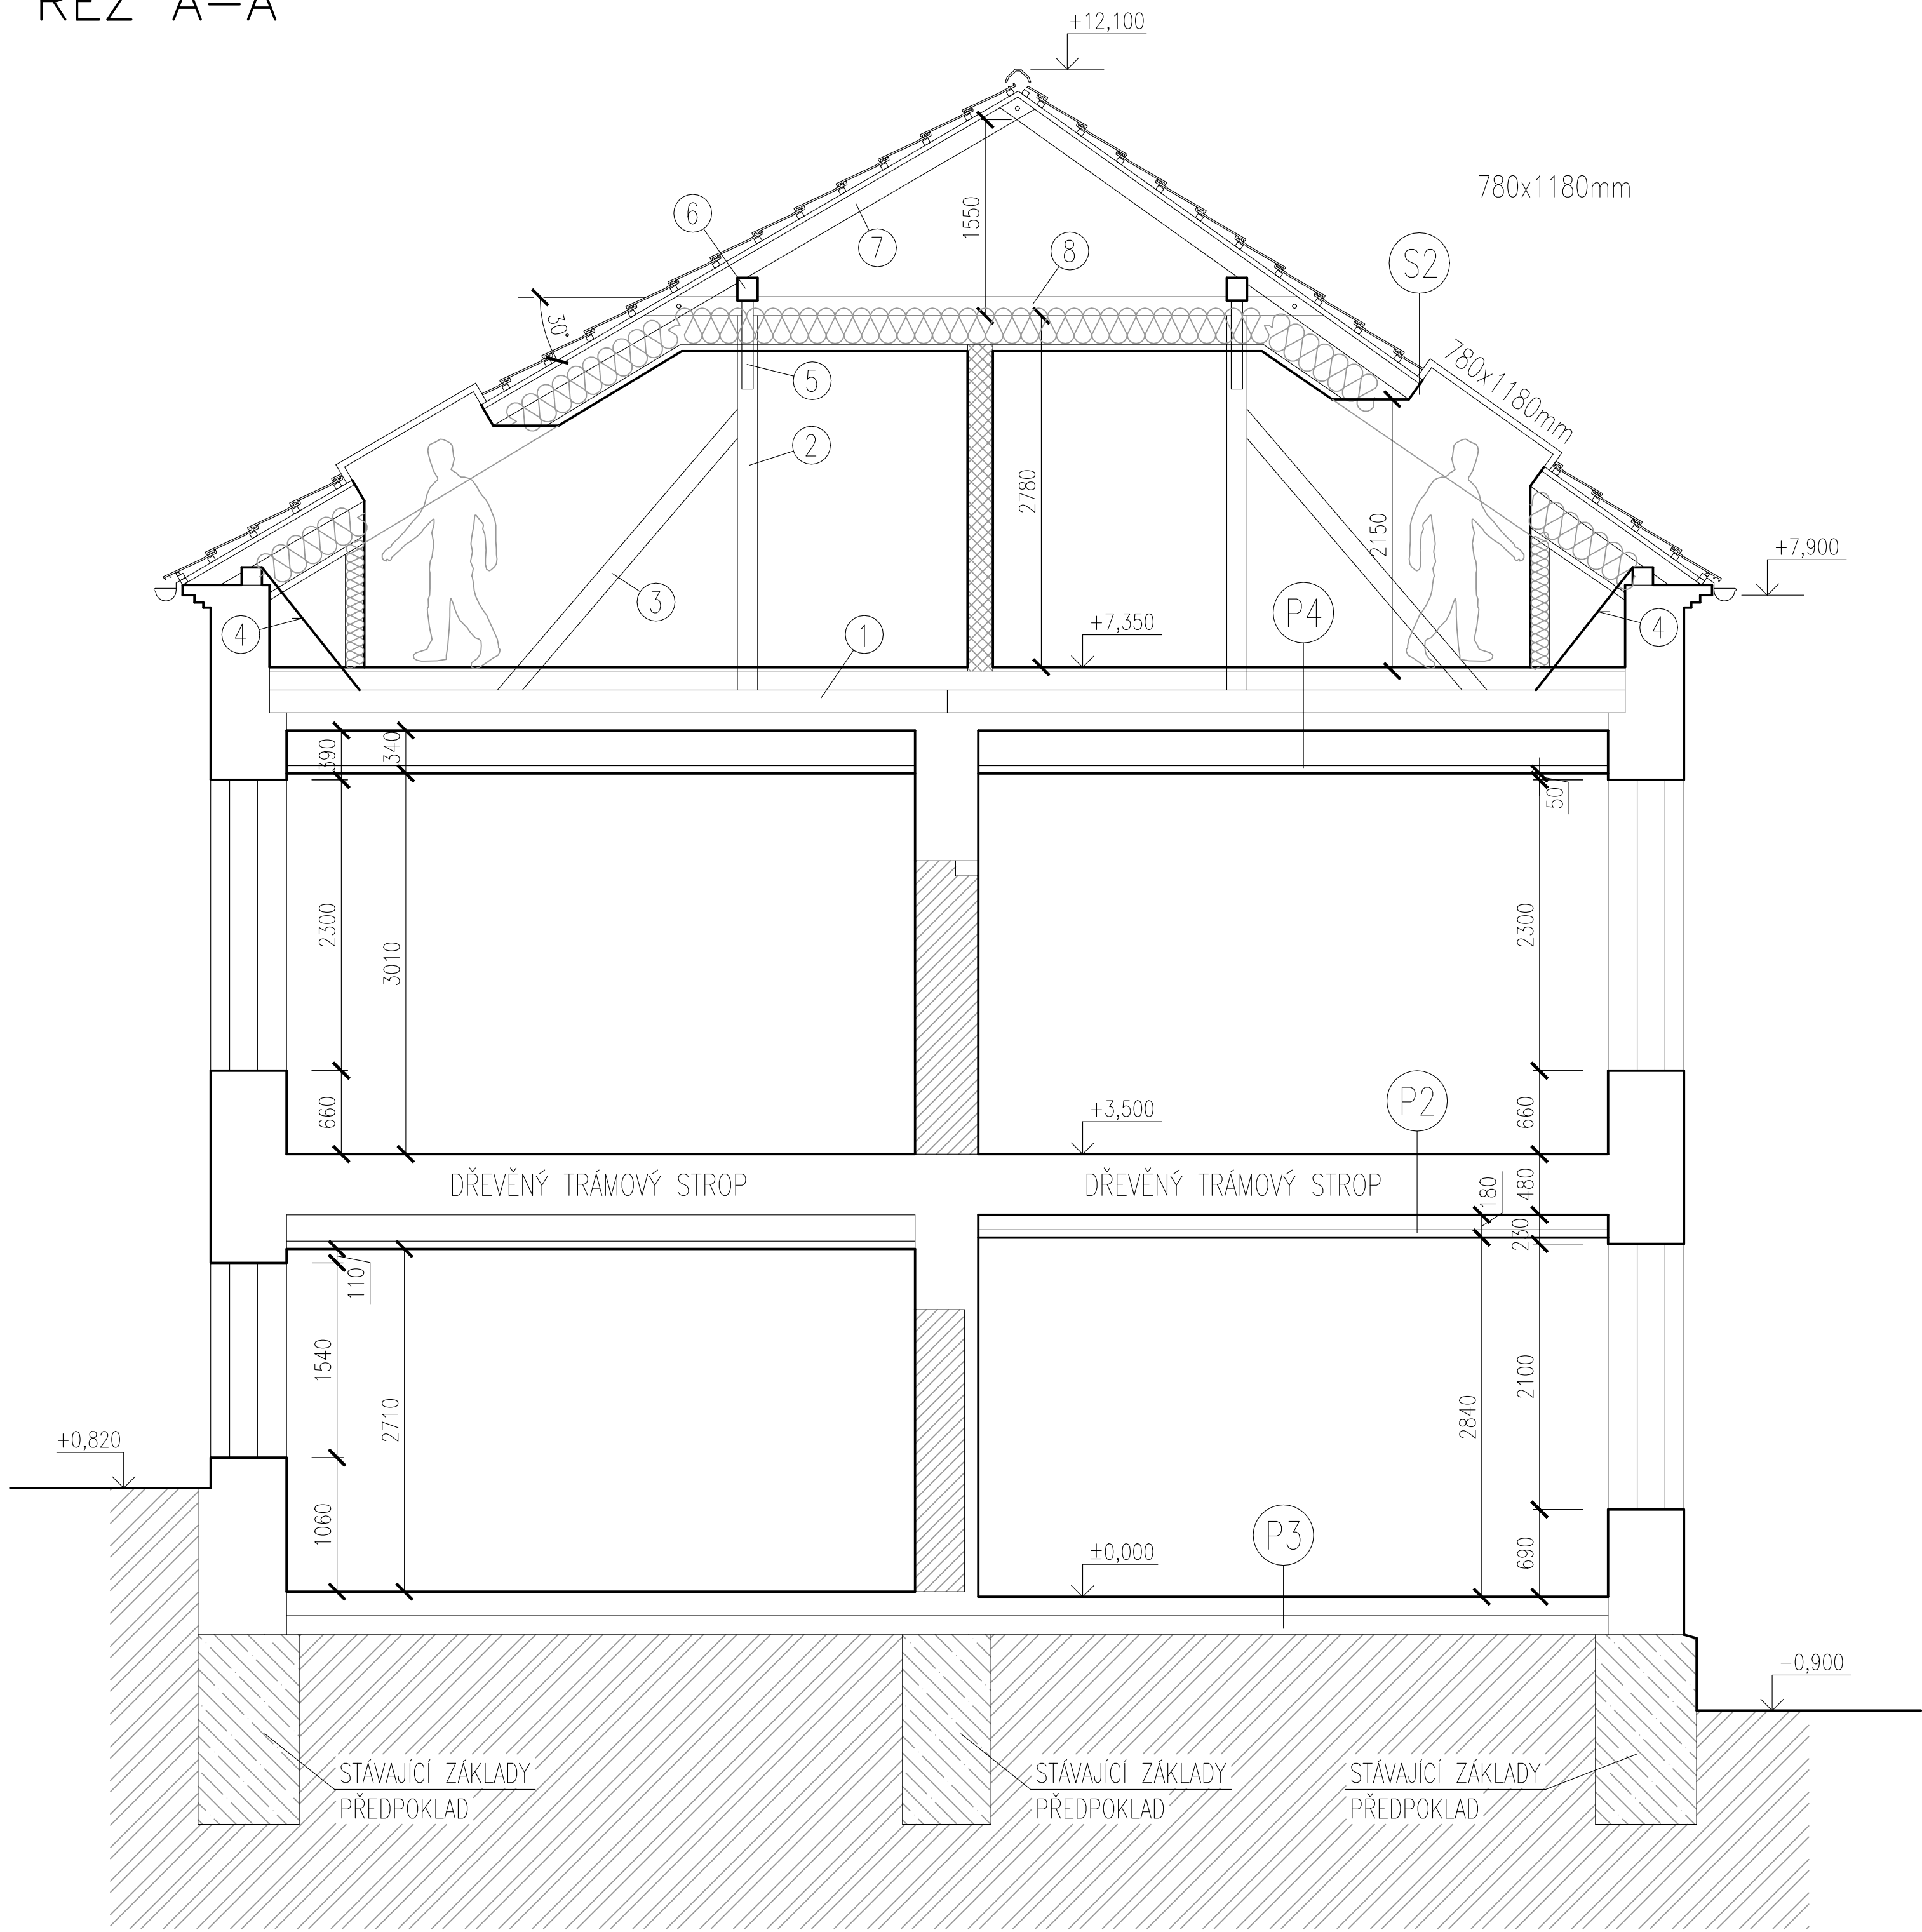 ŘEZ A–A
+12,100
780x1180mm
1550
6
7
8
S2
30°
780x1180mm
5
2
2780
2150
+7,900
3
P4
4
1
+7,350
4
390
340
50
2300
3010
2300
660
+3,500
P2
660
DŘEVĚNÝ TRÁMOVÝ STROP
DŘEVĚNÝ TRÁMOVÝ STROP
180
480
230
110
1540
2710
2840
2100
+0,820
1060
P3
±0,000
690
−0,900
STÁVAJÍCÍ ZÁKLADY
PŘEDPOKLAD
STÁVAJÍCÍ ZÁKLADY
PŘEDPOKLAD
STÁVAJÍCÍ ZÁKLADY
PŘEDPOKLAD